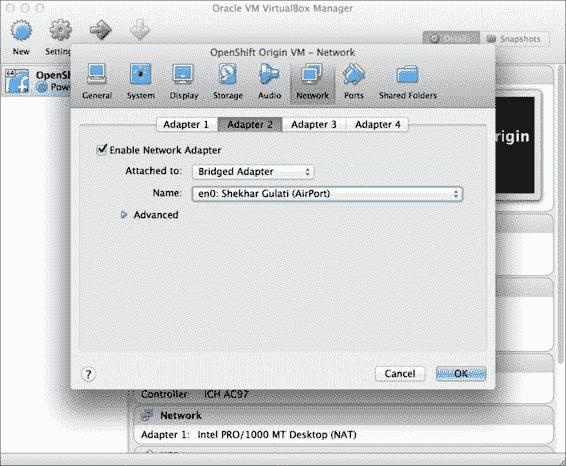 Oracle VM VirtualBox Manager
New
Setting
Details
Snapshots
64
OpenShift
Powe
OpenShift Origin VM – Network
General
System
Display
Storage
Audio
Network
Ports
Shared Folders
rigin
Adapter 1
Adapter 2
Adapter 3
Adapter 4
Enable Network Adapter
Attached to:
Bridged Adapter
Name:
en0: Shekhar Gulati (AirPort)
Advanced
?
Cancel
OK
Controller: ICH AC97
Network
Adapter 1: Intel PRO/1000 MT Desktop (NAT)